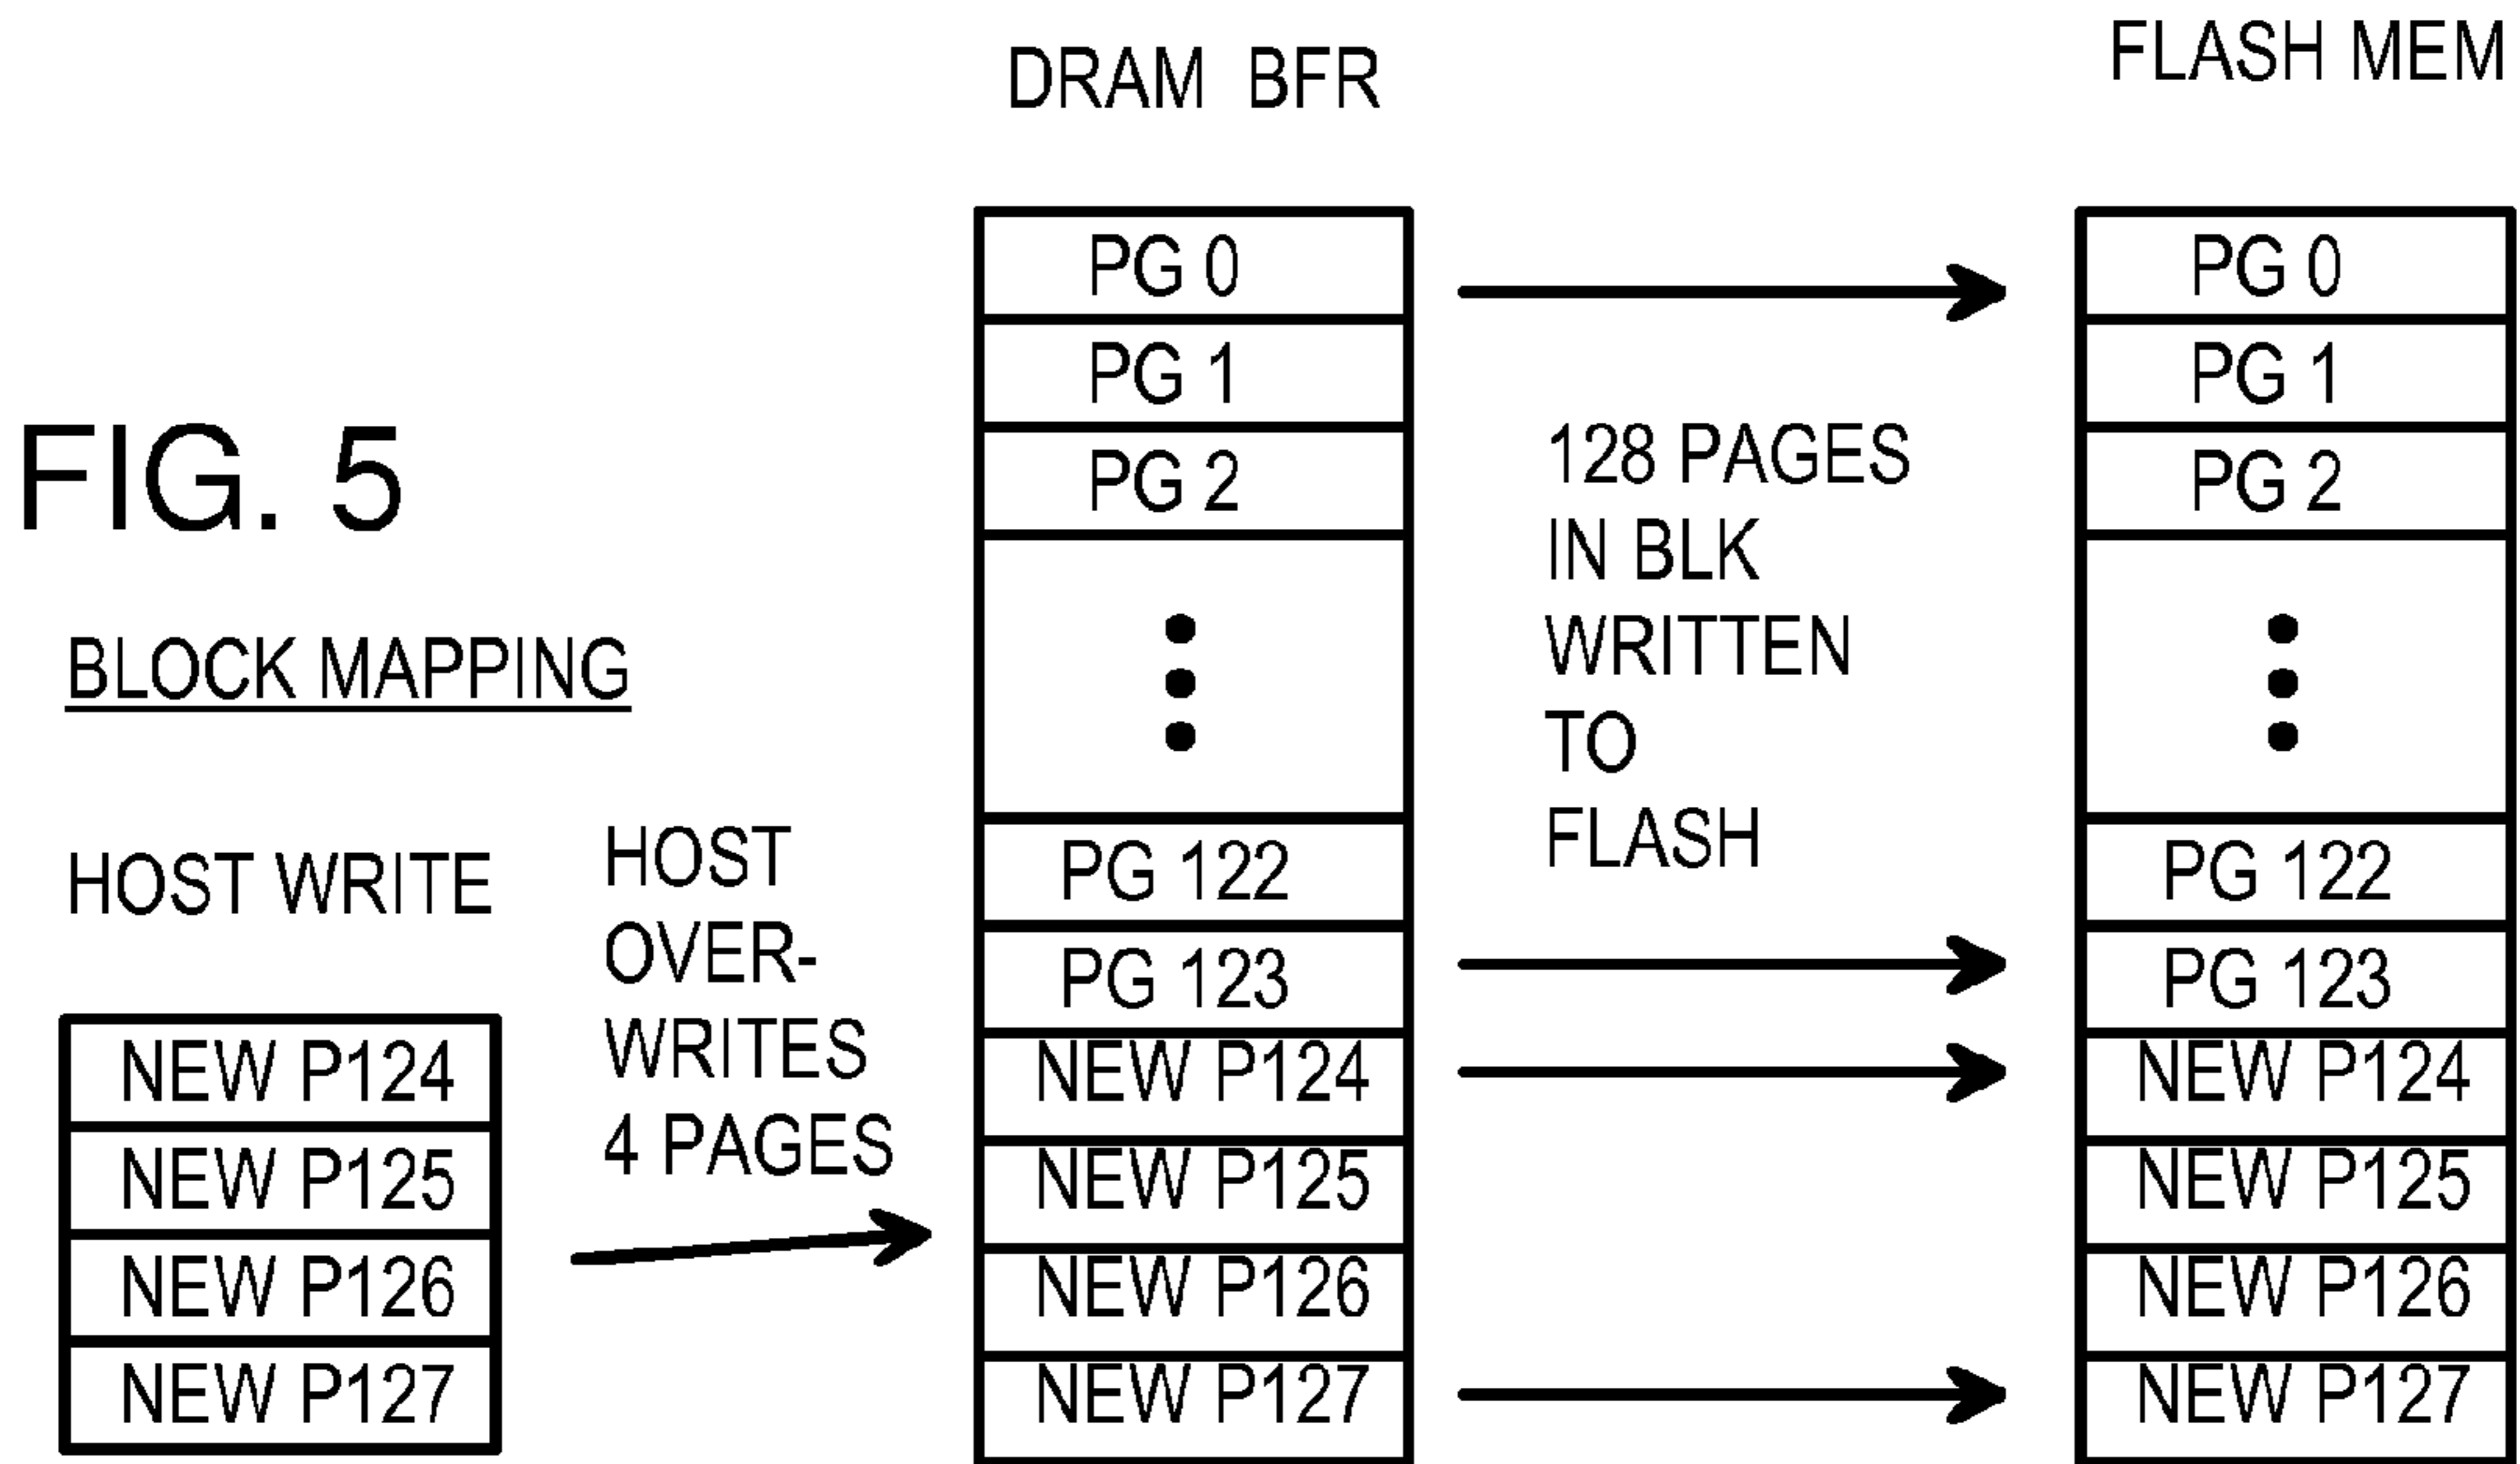 DRAM BFR
FLASH MEM
FIG. 5
BLOCK MAPPING
HOST WRITE
NEW P124
NEW P125
NEW P126
NEW P127
HOST
OVER-
WRITES
4 PAGES
PG 0
PG 1
PG 2
PG 122
PG 123
NEW P124
NEW P125
NEW P126
NEW P127
128 PAGES
IN BLK
WRITTEN
TO
FLASH
PG 0
PG 1
PG 2
PG 122
PG 123
NEW P124
NEW P125
NEW P126
NEW P127